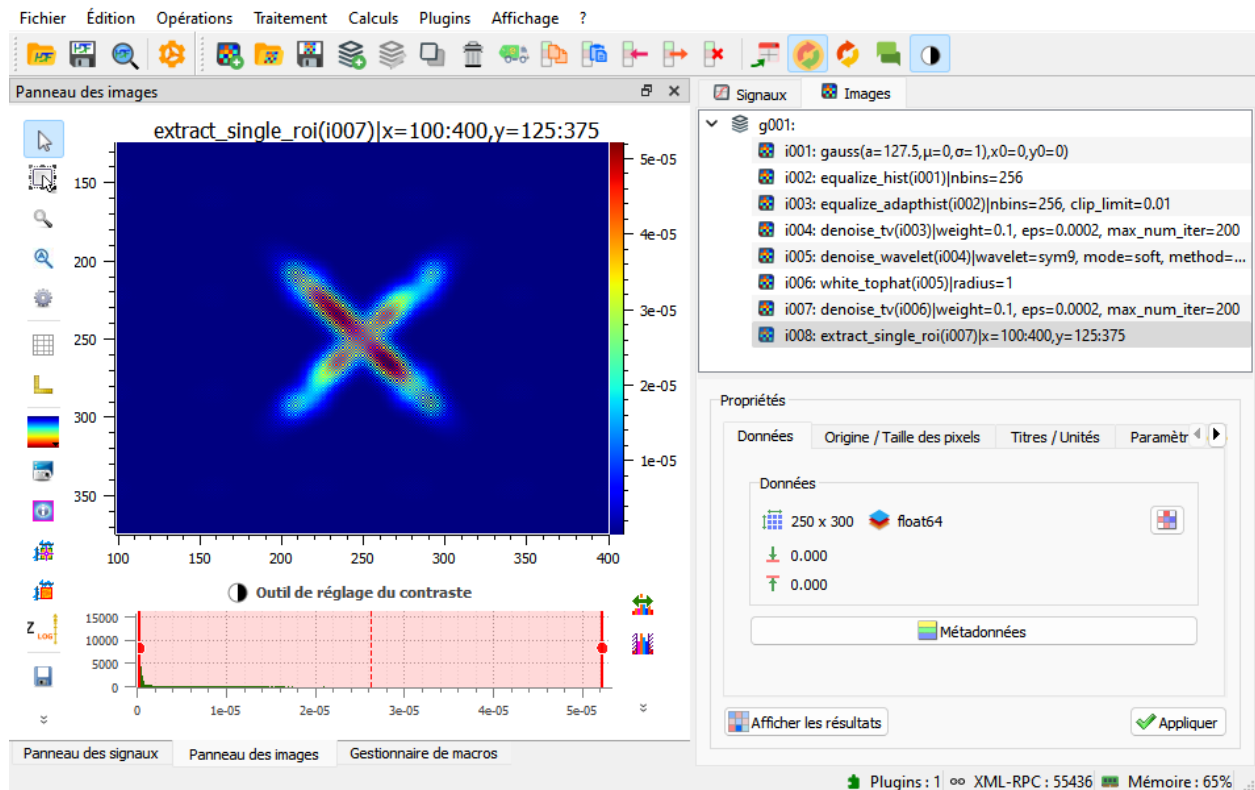 Fichier Édition Opérations Traitement Calculs Plugins Affichage ?
Panneau des images
extract_single_roi(i007)|x=100:400,y=125:375
150
200
250
300
350
100 150 200 250 300 350 400
5e-05
4e-05
3e-05
2e-05
1e-05
Z LOG
Outil de réglage du contraste
15000
10000
5000
0
0 1e-05 2e-05 3e-05 4e-05 5e-05
Panneau des signaux Panneau des images Gestionnaire de macros
Signaux Images
g001:
i001: gauss(a=127.5,μ=0,σ=1),x0=0,y0=0)
i002: equalize_hist(i001)|nbins=256
i003: equalize_adapthist(i002)|nbins=256, clip_limit=0.01
i004: denoise_tv(i003)|weight=0.1, eps=0.0002, max_num_iter=200
i005: denoise_wavelet(i004)|wavelet=sym9, mode=soft, method=...
i006: white_tophat(i005)|radius=1
i007: denoise_tv(i006)|weight=0.1, eps=0.0002, max_num_iter=200
i008: extract_single_roi(i007)|x=100:400,y=125:375
Propriétés
Données Origine / Taille des pixels Titres / Unités Paramètr
Données
250 x 300 float64
0.000
0.000
Métadonnées
Afficher les résultats Appliquer
Plugins : 1 XML-RPC : 55436 Mémoire : 65%